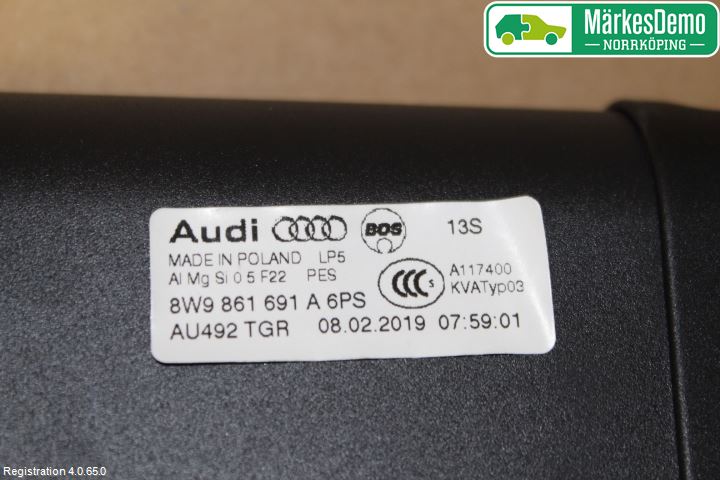 MärkesDemo
NORRKÖPING
Audi BOS 13S
MADE IN POLAND LP5
Al Mg Si 0 5 F22 PES
CCC S A117400
KVATyp03
8W9 861 691 A 6PS
AU492 TGR 08.02.2019 07:59:01
Registration 4.0.65.0